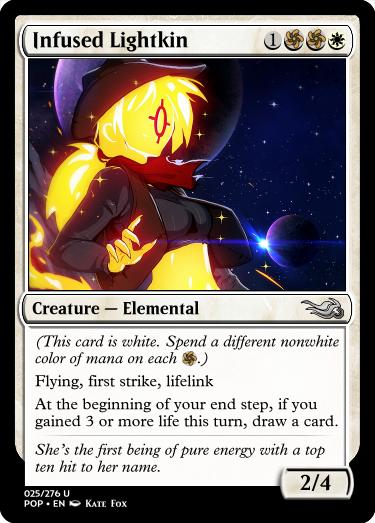 Infused Lightkin 1
Creature — Elemental
(This card is white. Spend a different nonwhite
color of mana on each .)
Flying, first strike, lifelink
At the beginning of your end step, if you
gained 3 or more life this turn, draw a card.
She's the first being of pure energy with a top
ten hit to her name.
2/4
025/276 U
POP • EN Kate Fox